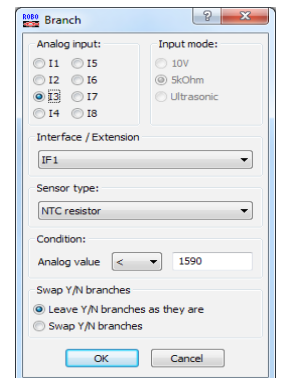 ROBO Branch
Analog input: Input mode:
I1 I5 10V
I2 I6 5kOhm
I3 I7 Ultrasonic
I4 I8
Interface / Extension
IF1
Sensor type:
NTC resistor
Condition:
Analog value < 1590
Swap Y/N branches
Leave Y/N branches as they are
Swap Y/N branches
OK Cancel